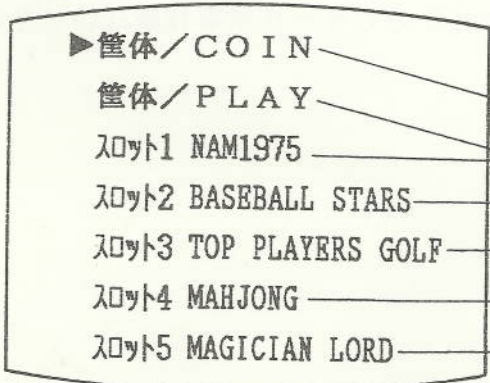 ▶筐体／COIN
筐体／PLAY
ｽﾛｯﾄ1 NAM1975
ｽﾛｯﾄ2 BASEBALL STARS
ｽﾛｯﾄ3 TOP PLAYERS GOLF
ｽﾛｯﾄ4 MAHJONG
ｽﾛｯﾄ5 MAGICIAN LORD